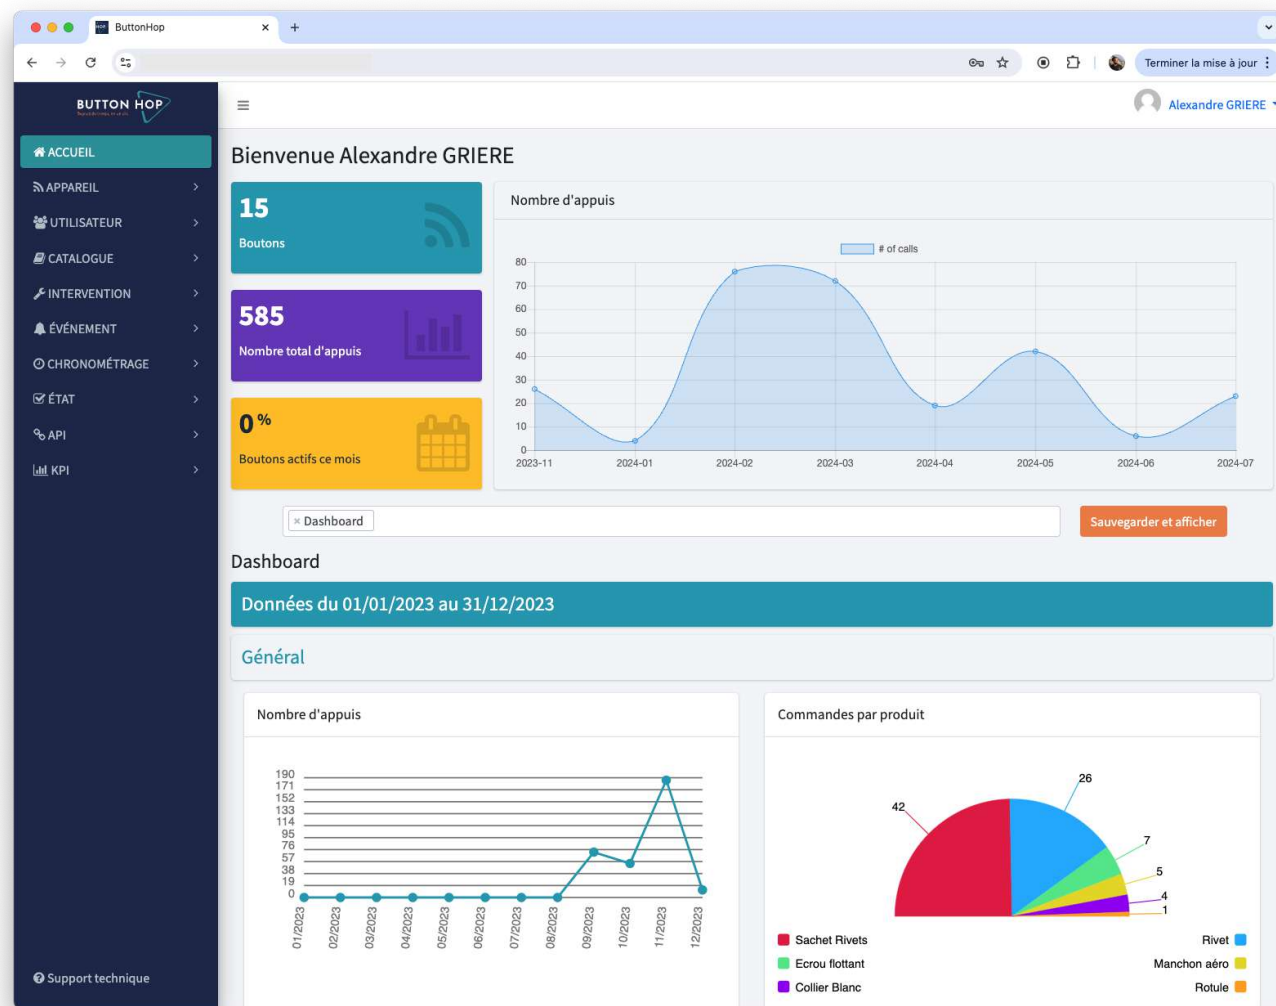 ButtonHop
Terminer la mise à jour
BUTTON HOP
Alexandre GRIERE
ACCUEIL
APPAREIL
UTILISATEUR
CATALOGUE
INTERVENTION
ÉVÉNEMENT
CHRONOMÉTRAGE
ÉTAT
API
KPI
Support technique
Bienvenue Alexandre GRIERE
15
Boutons
585
Nombre total d'appuis
0 %
Boutons actifs ce mois
Nombre d'appuis
# of calls
80
70
60
50
40
30
20
10
0
2023-11 2024-01 2024-02 2024-03 2024-04 2024-05 2024-06 2024-07
× Dashboard
Sauvegarder et afficher
Dashboard
Données du 01/01/2023 au 31/12/2023
Général
Nombre d'appuis
190
171
152
133
114
95
76
57
38
19
0
01/2023 02/2023 03/2023 04/2023 05/2023 06/2023 07/2023 08/2023 09/2023 10/2023 11/2023 12/2023
Commandes par produit
26
42
7
5
4
1
Sachet Rivets Rivet
Ecrou flottant Manchon aéro
Collier Blanc Rotule